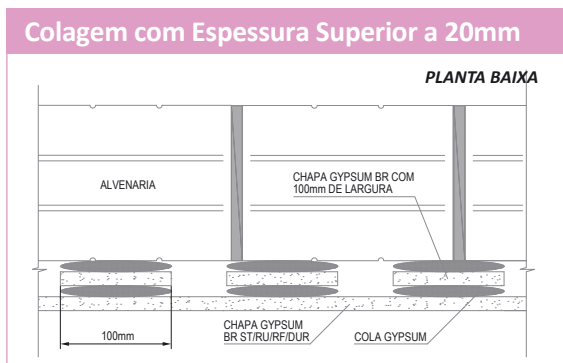 Colagem com Espessura Superior a 20mm
PLANTA BAIXA
ALVENARIA
CHAPA GYPSUM BR COM
100mm DE LARGURA
100mm
CHAPA GYPSUM
BR ST/RU/RF/DUR
COLA GYPSUM